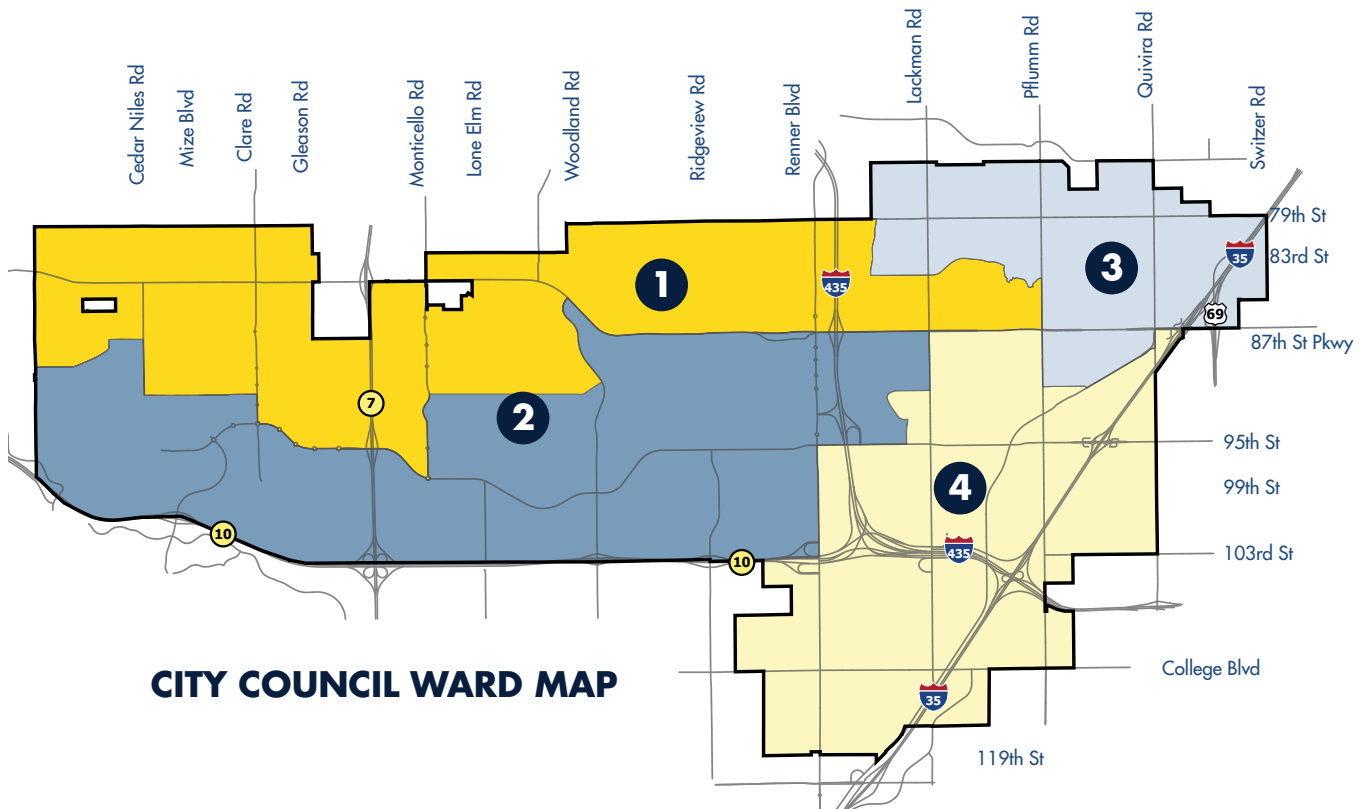 Cedar Niles Rd
Mize Blvd
Clare Rd
Gleason Rd
Monticello Rd
Lone Elm Rd
Woodland Rd
Ridgeview Rd
Renner Blvd
Lackman Rd
Pflumm Rd
Quivira Rd
Switzer Rd
79th St
83rd St
35
3
1
435
69
87th St Pkwy
7
2
95th St
4
99th St
10
435
103rd St
10
CITY COUNCIL WARD MAP
College Blvd
35
119th St